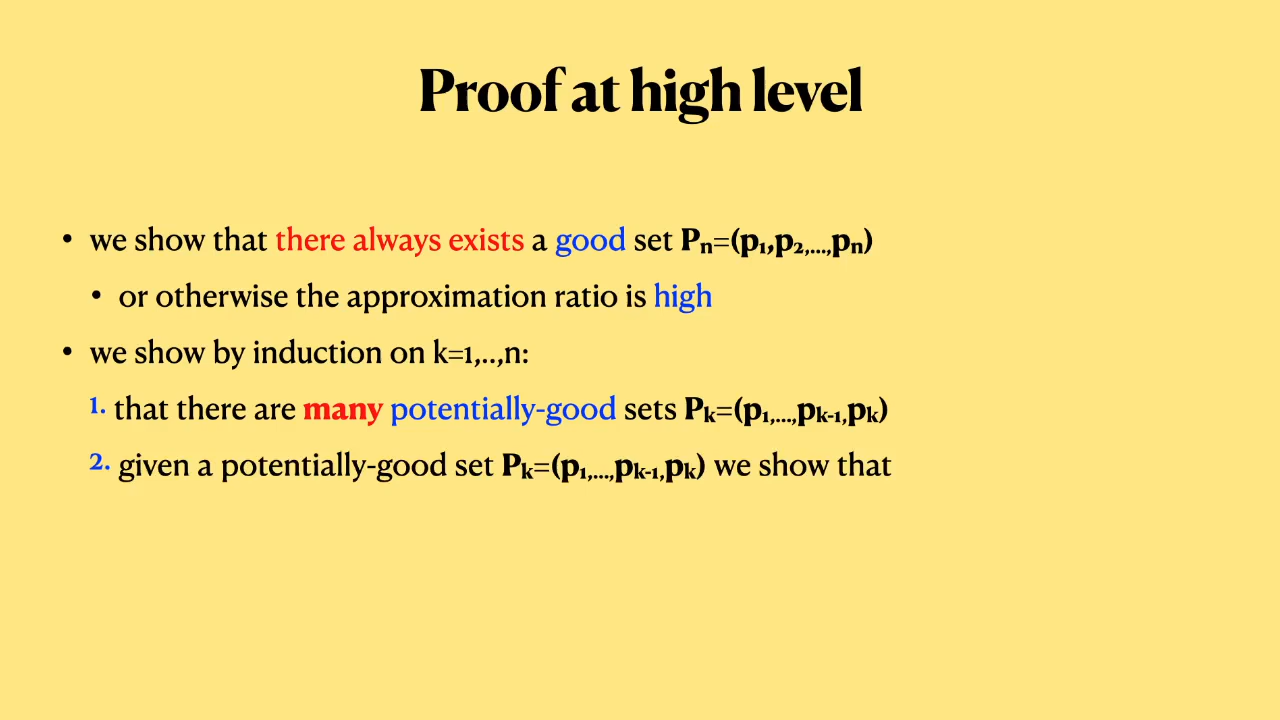 Proof at high level
• we show that there always exists a good set Pₙ=(p₁,p₂,...,pₙ)
• or otherwise the approximation ratio is high
• we show by induction on k=1,..,n:
1. that there are many potentially-good sets Pₖ=(p₁,...,pₖ₋₁,pₖ)
2. given a potentially-good set Pₖ=(p₁,...,pₖ₋₁,pₖ) we show that